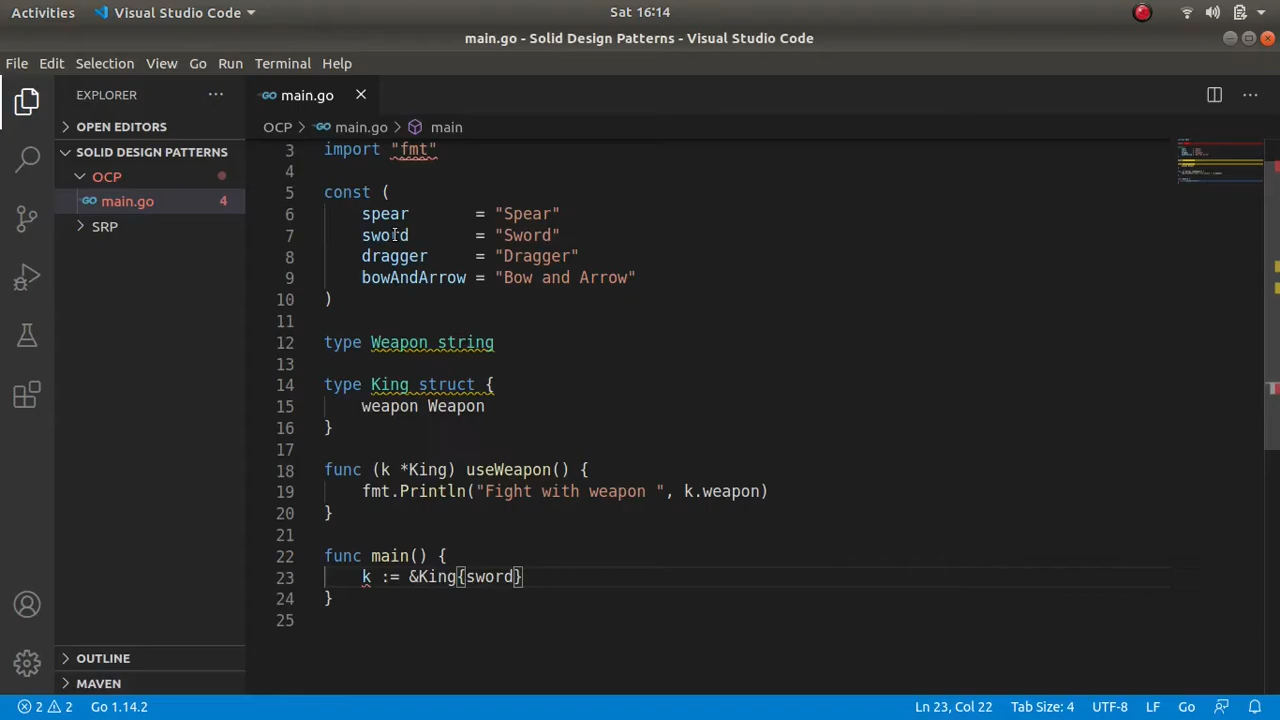 Activities Visual Studio Code Sat 16:14
main.go - Solid Design Patterns - Visual Studio Code
File Edit Selection View Go Run Terminal Help
EXPLORER ··· main.go ···
OPEN EDITORS
OCP > main.go > main
SOLID DESIGN PATTERNS
OCP
main.go 4
SRP
3 import "fmt"
4
5 const (
6 spear = "Spear"
7 sword = "Sword"
8 dragger = "Dragger"
9 bowAndArrow = "Bow and Arrow"
10 )
11
12 type Weapon string
13
14 type King struct {
15 weapon Weapon
16 }
17
18 func (k *King) useWeapon() {
19 fmt.Println("Fight with weapon ", k.weapon)
20 }
21
22 func main() {
23 k := &King{sword}
24 }
25
OUTLINE
MAVEN
2 2 Go 1.14.2 Ln 23, Col 22 Tab Size: 4 UTF-8 LF Go